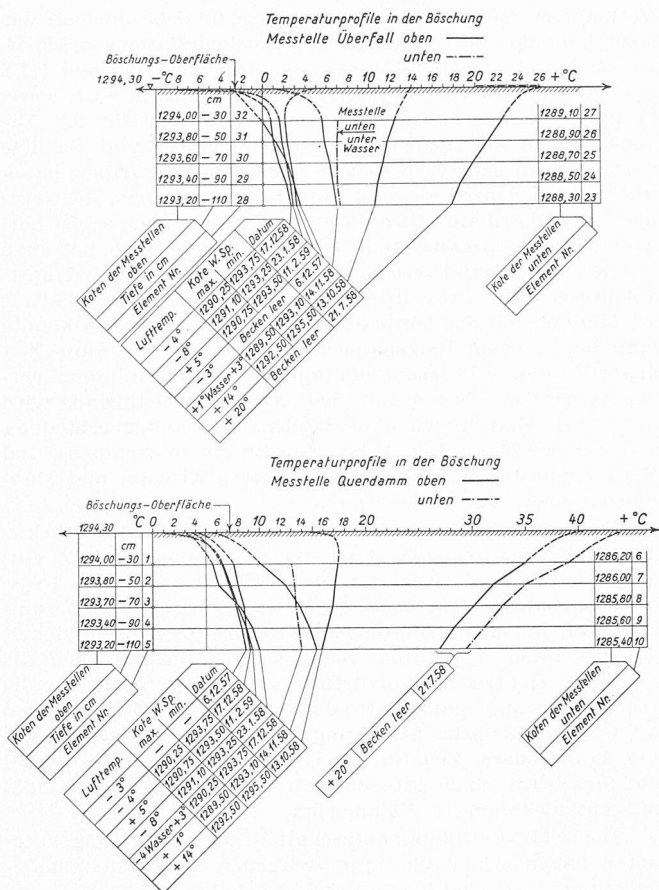 Temperaturprofile in der Böschung
Messtelle Überfall oben
unten
Böschungs-Oberfläche
1294,30 -°C 8 6 4 2 0 2 4 6 8 10 12 14 16 18 20 22 24 26 +°C
cm
1294,00 -30 32
1293,80 -50 31
1293,60 -70 30
1293,40 -90 29
1293,20 -110 28
Messtelle
unten
unter
Wasser
1289,10 27
1288,90 26
1288,70 25
1288,50 24
1288,30 23
Koten der Messtellen
oben
Tiefe in cm
Element Nr.
Kote der Messtellen
unten
Element Nr.
Lufttemp. Kote W.Sp. max. min. Datum
-4° 1290,25 1293,75 17.12.58
-8° 1291,10 1293,25 23.1.58
+5° 1290,75 1293,50 11.2.59
-3° Becken leer 6.12.57
+1° Wasser +3° 1289,50 1293,10 14.11.58
+14° 1292,50 1295,50 13.10.58
+20° Becken leer 21.7.58
Temperaturprofile in der Böschung
Messtelle Querdamm oben
unten
Böschungs-Oberfläche
1294,30 °C 0 2 4 6 8 10 12 14 16 18 20 30 40 +°C
cm
1294,00 -30 1
1293,80 -50 2
1293,70 -70 3
1293,40 -90 4
1293,20 -110 5
1286,20 6
1286,00 7
1285,80 8
1285,60 9
1285,40 10
Koten der Messtellen
oben
Tiefe in cm
Element Nr.
Koten der Messtellen
unten
Element Nr.
Lufttemp. Kote W.Sp. max. min. Datum
-3° - - 6.12.57
-4° 1290,25 1293,75 17.12.58
+5° 1290,75 1293,50 11.2.59
-8° 1291,10 1293,25 23.1.58
-4 Wasser +3° 1290,25 1293,75 17.12.58
+1° 1289,50 1293,10 14.11.58
+14° 1292,50 1295,50 13.10.58
+20° Becken leer 21.7.58